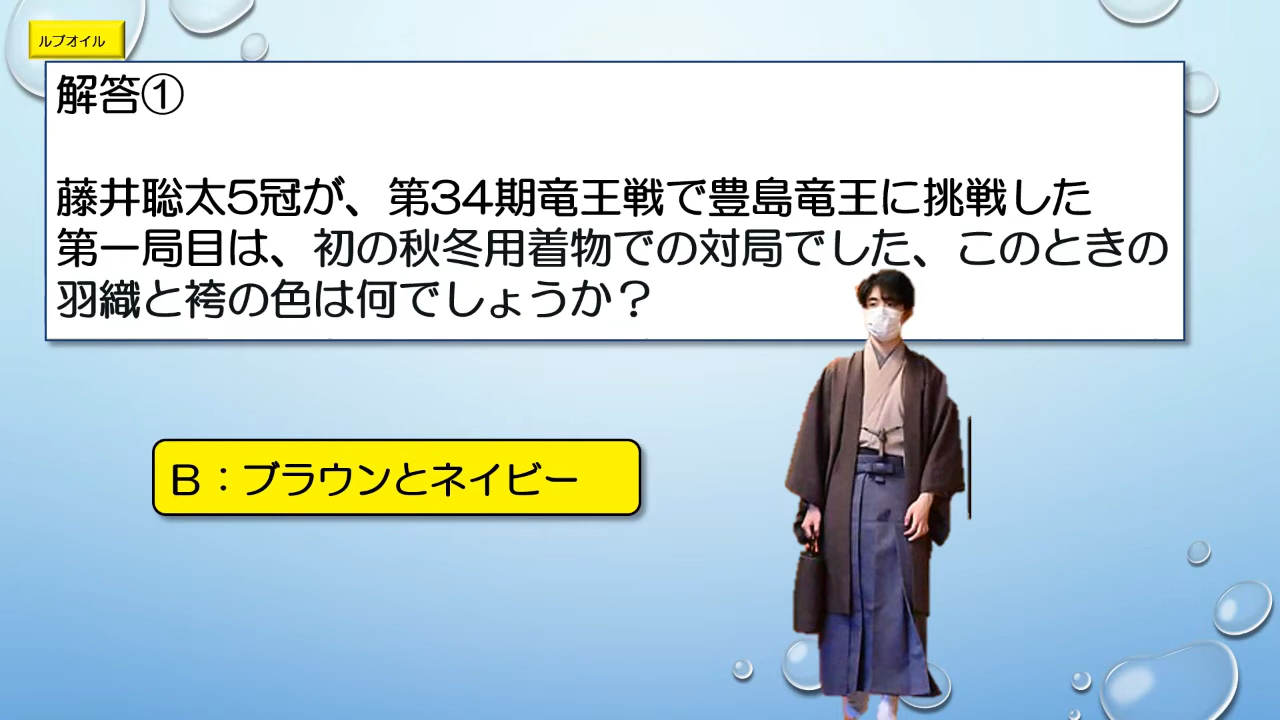 ルブオイル
解答①
藤井聡太5冠が、第34期竜王戦で豊島竜王に挑戦した
第一局目は、初の秋冬用着物での対局でした、このときの
羽織と袴の色は何でしょうか？
B：ブラウンとネイビー